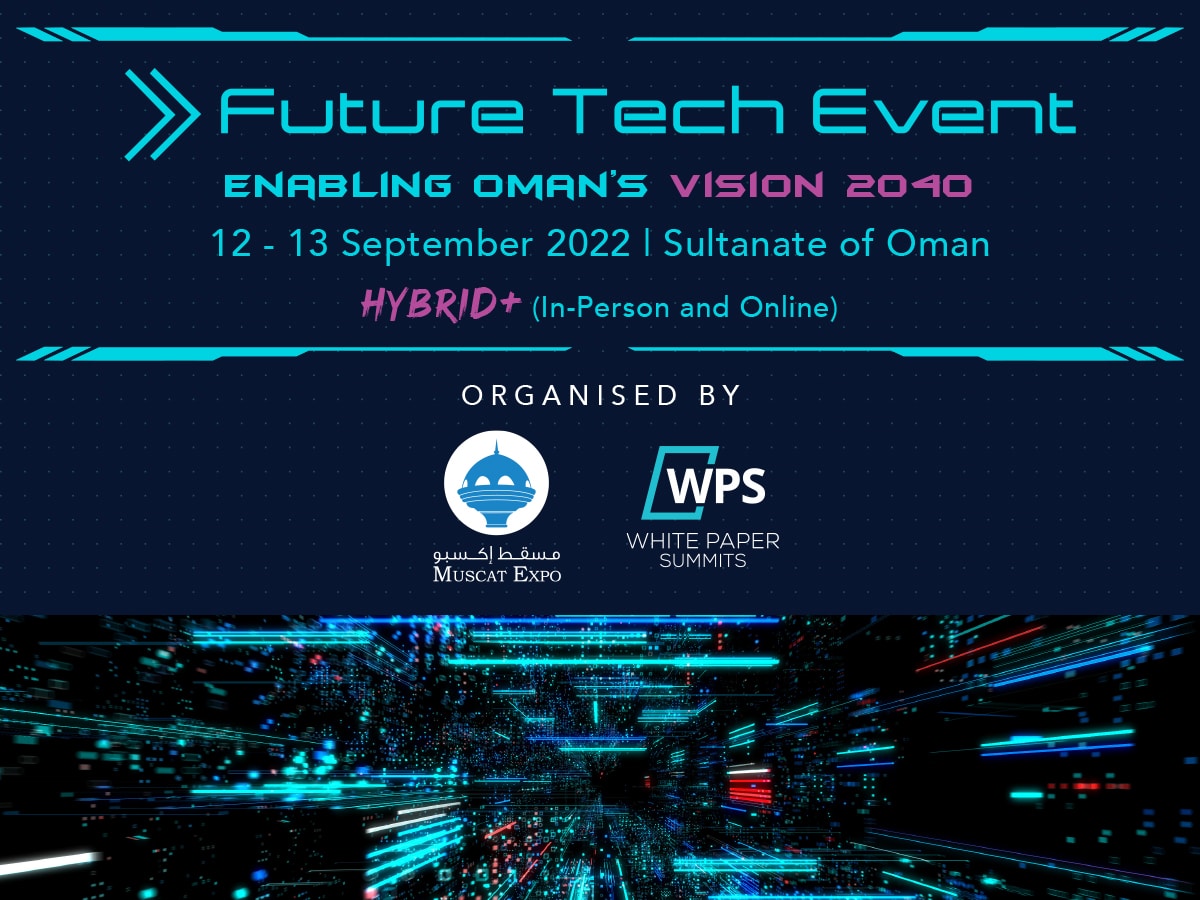 Future Tech Event
ENABLING OMAN'S VISION 2040
12 - 13 September 2022 | Sultanate of Oman
HYBRID+ (In-Person and Online)
ORGANISED BY
مسقط إكسبو
MUSCAT EXPO
WPS
WHITE PAPER
SUMMITS